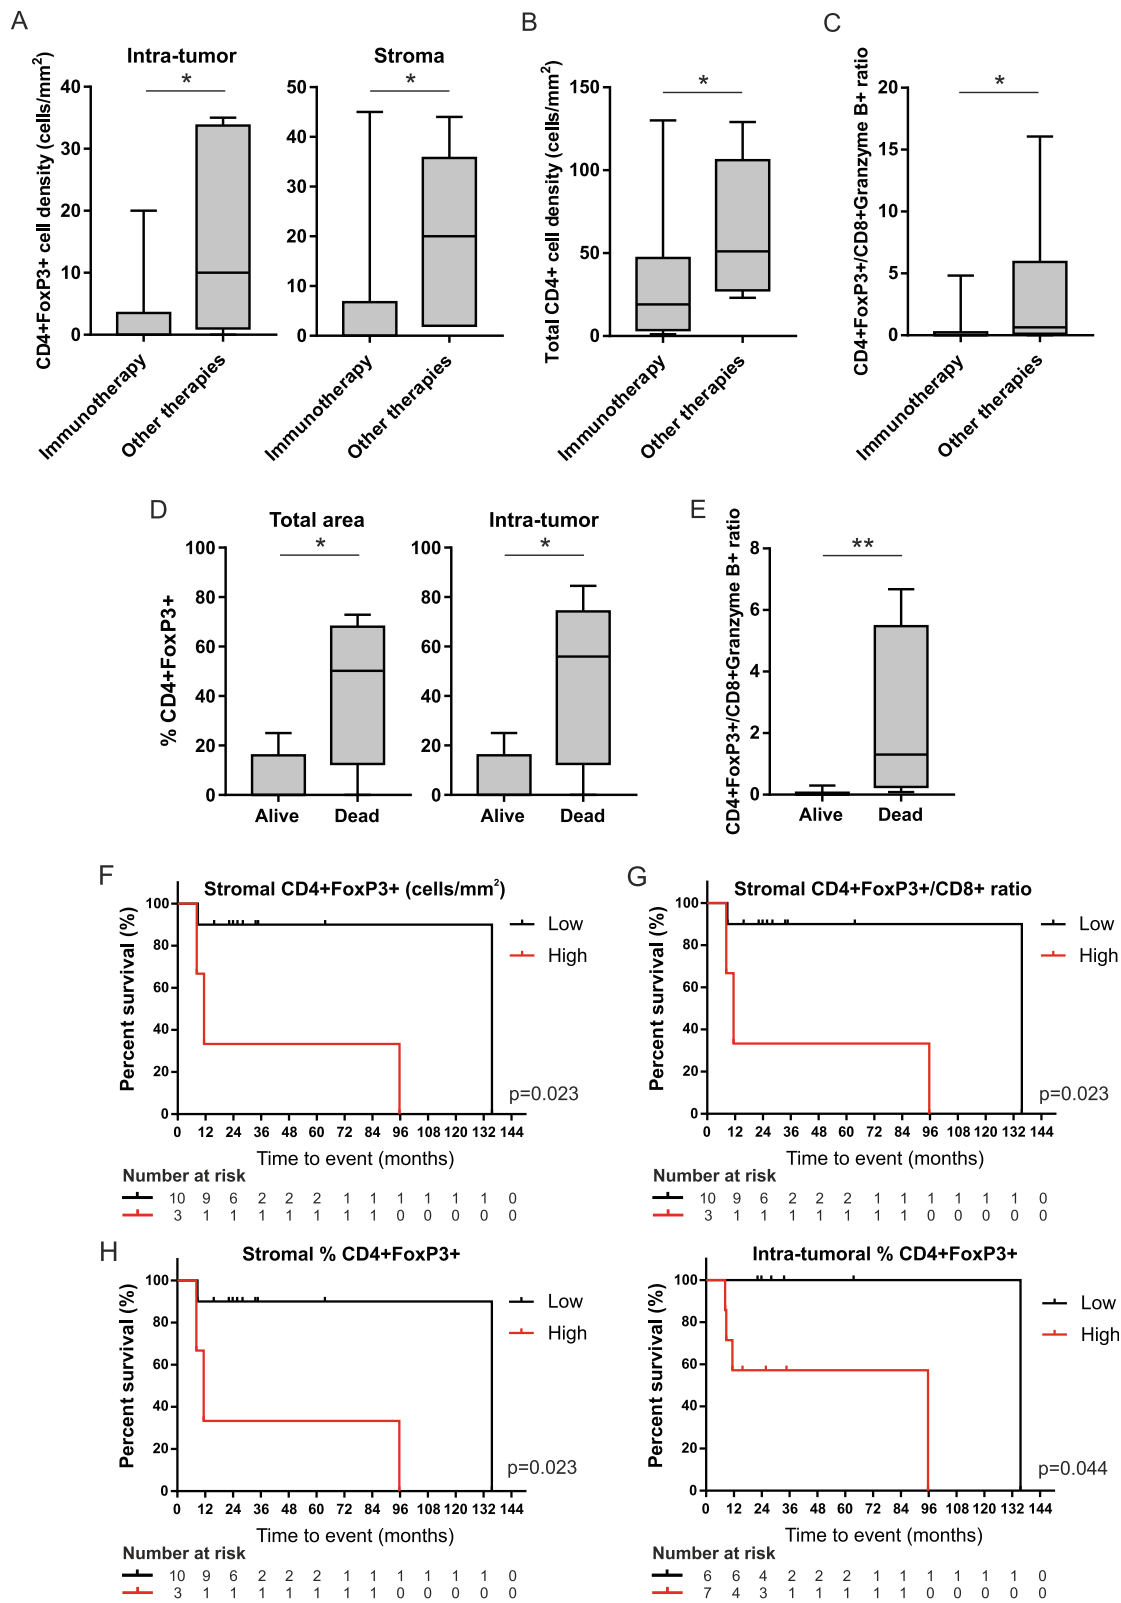 A
Intra-tumor
Stroma
CD4+FoxP3+ cell density (cells/mm2)
*
*
40
30
20
10
0
50
40
30
20
10
0
Immunotherapy
Other therapies
Immunotherapy
Other therapies
B
Total CD4+ cell density (cells/mm2)
*
150
100
50
0
Immunotherapy
Other therapies
C
CD4+FoxP3+/CD8+Granzyme B+ ratio
*
20
15
10
5
0
Immunotherapy
Other therapies
D
Total area
Intra-tumor
% CD4+FoxP3+
*
*
100
80
60
40
20
0
100
80
60
40
20
0
Alive
Dead
Alive
Dead
E
CD4+FoxP3+/CD8+Granzyme B+ ratio
**
8
6
4
2
0
Alive
Dead
F
Stromal CD4+FoxP3+ (cells/mm2)
Percent survival (%)
100
80
60
40
20
0
Low
High
p=0.023
0 12 24 36 48 60 72 84 96 108 120 132 144
Time to event (months)
Number at risk
10 9 6 2 2 2 1 1 1 1 1 1 0
3 1 1 1 1 1 1 1 0 0 0 0 0
G
Stromal CD4+FoxP3+/CD8+ ratio
Percent survival (%)
100
80
60
40
20
0
Low
High
p=0.023
0 12 24 36 48 60 72 84 96 108 120 132 144
Time to event (months)
Number at risk
10 9 6 2 2 2 1 1 1 1 1 1 0
3 1 1 1 1 1 1 1 0 0 0 0 0
H
Stromal % CD4+FoxP3+
Percent survival (%)
100
80
60
40
20
0
Low
High
p=0.023
0 12 24 36 48 60 72 84 96 108 120 132 144
Time to event (months)
Number at risk
10 9 6 2 2 2 1 1 1 1 1 1 0
3 1 1 1 1 1 1 1 0 0 0 0 0
Intra-tumoral % CD4+FoxP3+
Percent survival (%)
100
80
60
40
20
0
Low
High
p=0.044
0 12 24 36 48 60 72 84 96 108 120 132 144
Time to event (months)
Number at risk
6 6 4 2 2 2 1 1 1 1 1 1 0
7 4 3 1 1 1 1 1 0 0 0 0 0